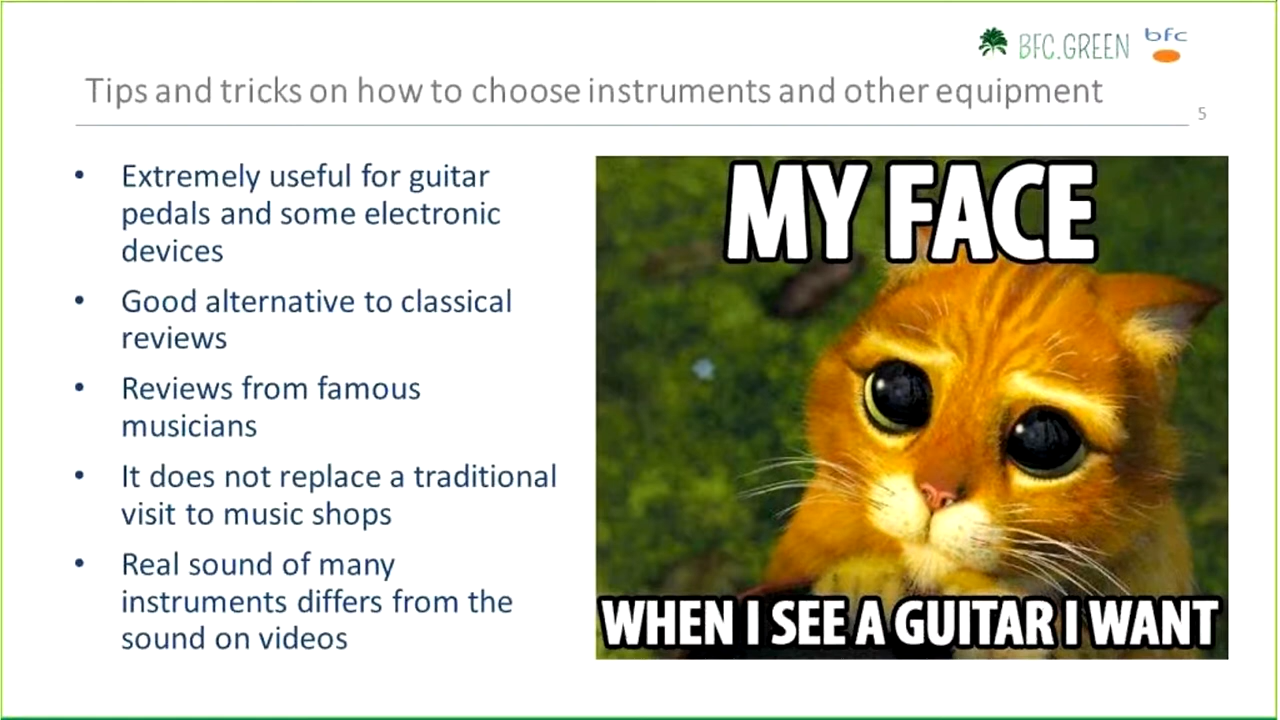 BFC.GREEN
bfc
Tips and tricks on how to choose instruments and other equipment
5
• Extremely useful for guitar
pedals and some electronic
devices
• Good alternative to classical
reviews
• Reviews from famous
musicians
• It does not replace a traditional
visit to music shops
• Real sound of many
instruments differs from the
sound on videos
MY FACE
WHEN I SEE A GUITAR I WANT